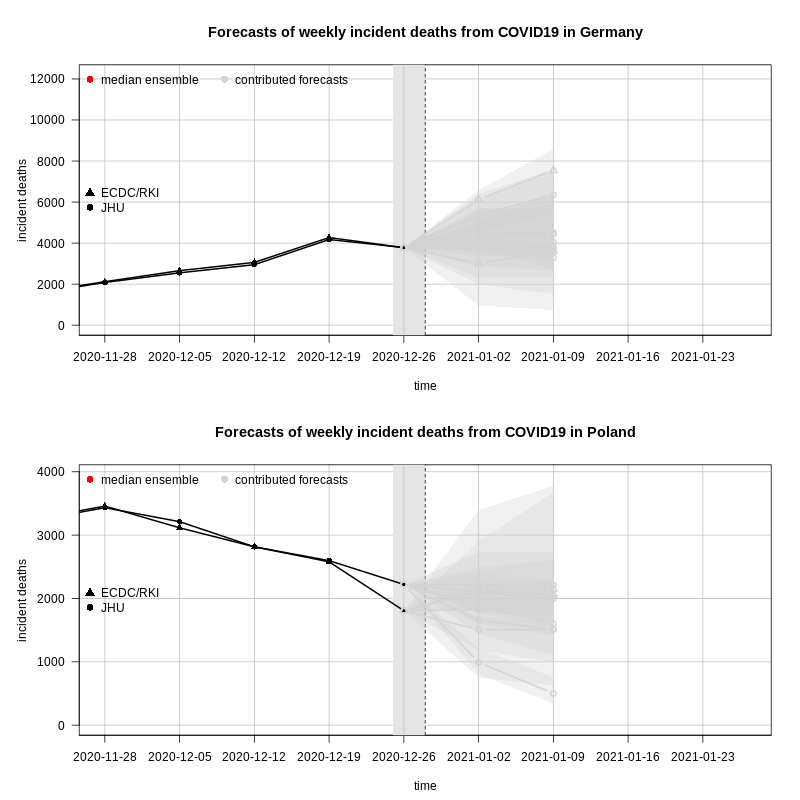 Forecasts of weekly incident deaths from COVID19 in Germany
12000
median ensemble
contributed forecasts
10000
8000
ECDC/RKI
JHU
6000
4000
2000
0
incident deaths
2020-11-28 2020-12-05 2020-12-12 2020-12-19 2020-12-26 2021-01-02 2021-01-09 2021-01-16 2021-01-23
time
Forecasts of weekly incident deaths from COVID19 in Poland
4000
median ensemble
contributed forecasts
3000
ECDC/RKI
JHU
2000
1000
0
incident deaths
2020-11-28 2020-12-05 2020-12-12 2020-12-19 2020-12-26 2021-01-02 2021-01-09 2021-01-16 2021-01-23
time